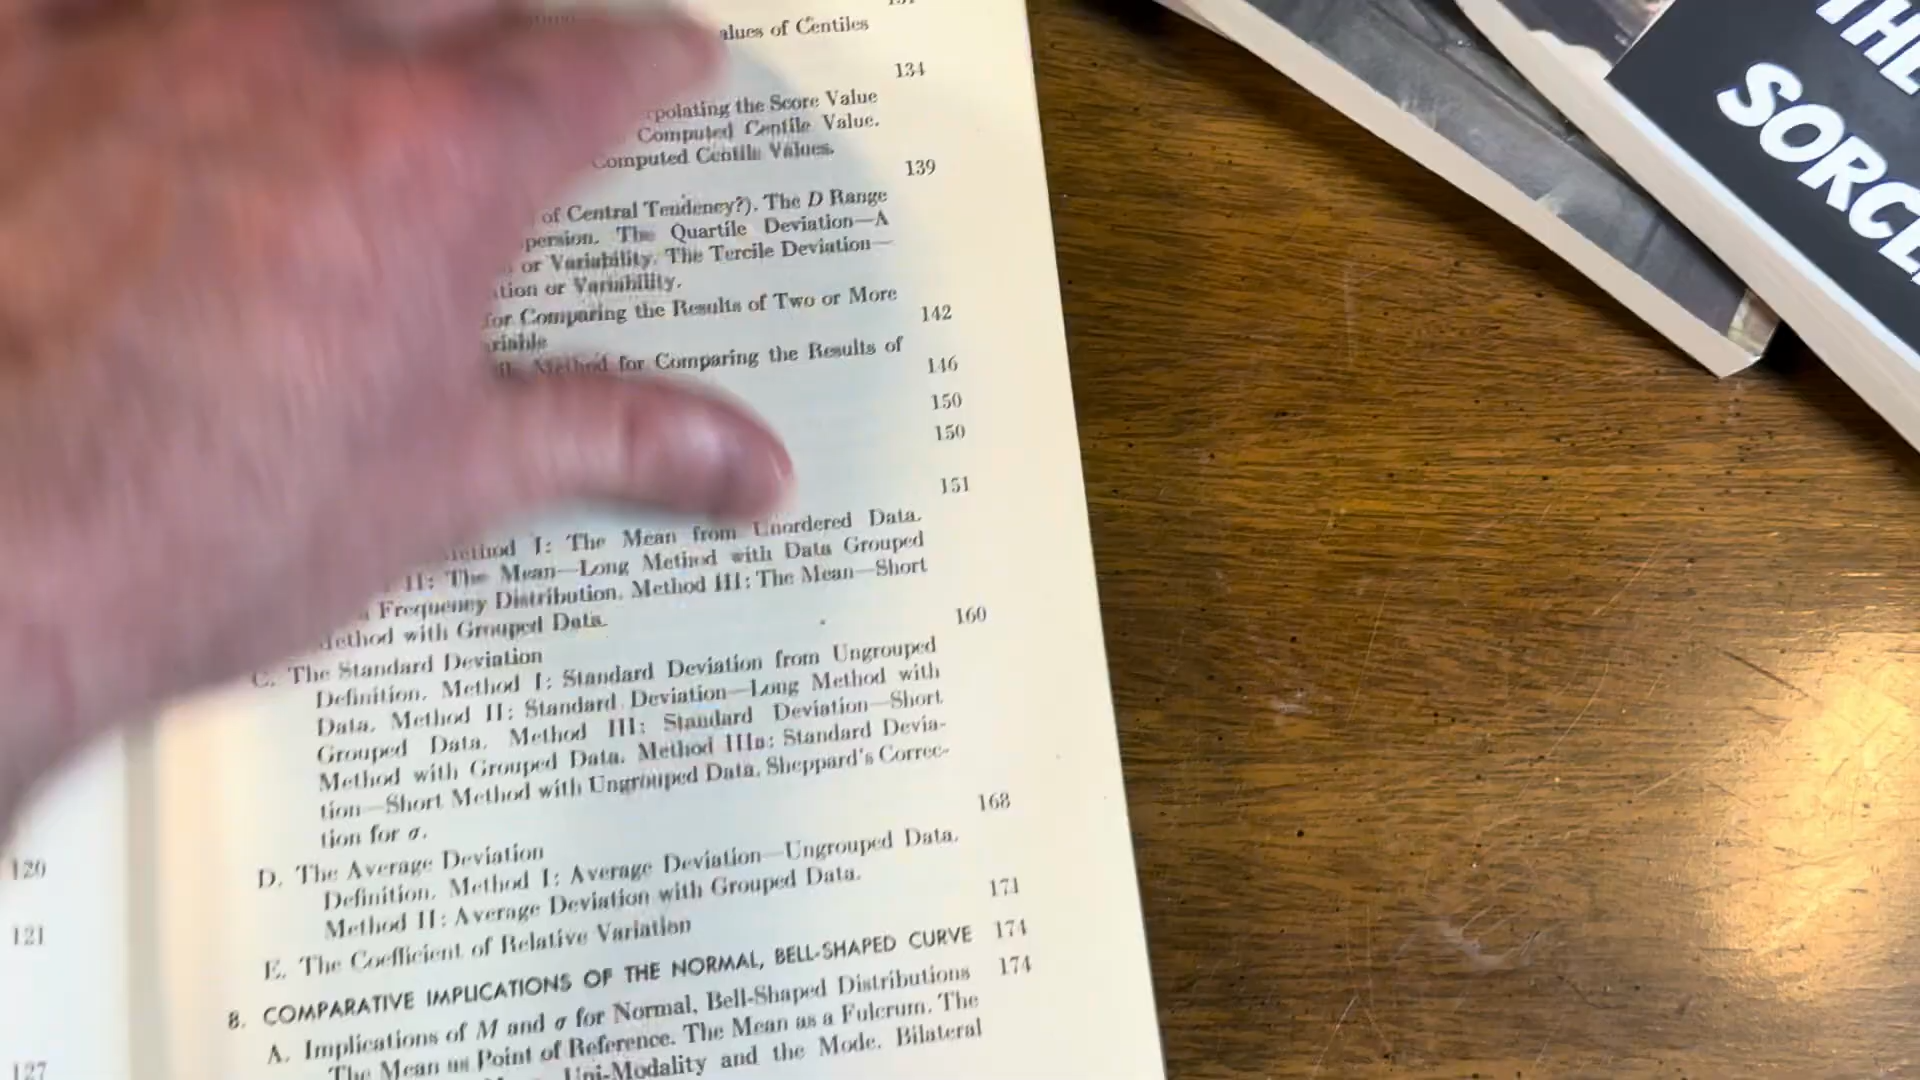 alues of Centiles
134
polating the Score Value
Computed Centile Value.
Computed Centile Values.
139
of Central Tendency?). The D Range
persion. The Quartile Deviation—A
or Variability. The Tercile Deviation—
tion or Variability.
for Comparing the Results of Two or More
riable 142
Method for Comparing the Results of
146
150
150
151
Method I: The Mean from Unordered Data.
II: The Mean—Long Method with Data Grouped
Frequency Distribution. Method III: The Mean—Short
Method with Grouped Data.
C. The Standard Deviation 160
Definition. Method I: Standard Deviation from Ungrouped
Data. Method II: Standard Deviation—Long Method with
Grouped Data. Method III: Standard Deviation—Short
Method with Grouped Data. Method IIIa: Standard Devia-
tion—Short Method with Ungrouped Data. Sheppard's Correc-
tion for σ.
D. The Average Deviation 168
Definition. Method I: Average Deviation—Ungrouped Data.
Method II: Average Deviation with Grouped Data.
E. The Coefficient of Relative Variation 171
8. COMPARATIVE IMPLICATIONS OF THE NORMAL, BELL-SHAPED CURVE 174
A. Implications of M and σ for Normal, Bell-Shaped Distributions 174
The Mean as Point of Reference. The Mean as a Fulcrum. The
Uni-Modality and the Mode. Bilateral
120
121
127
THE
SORCE